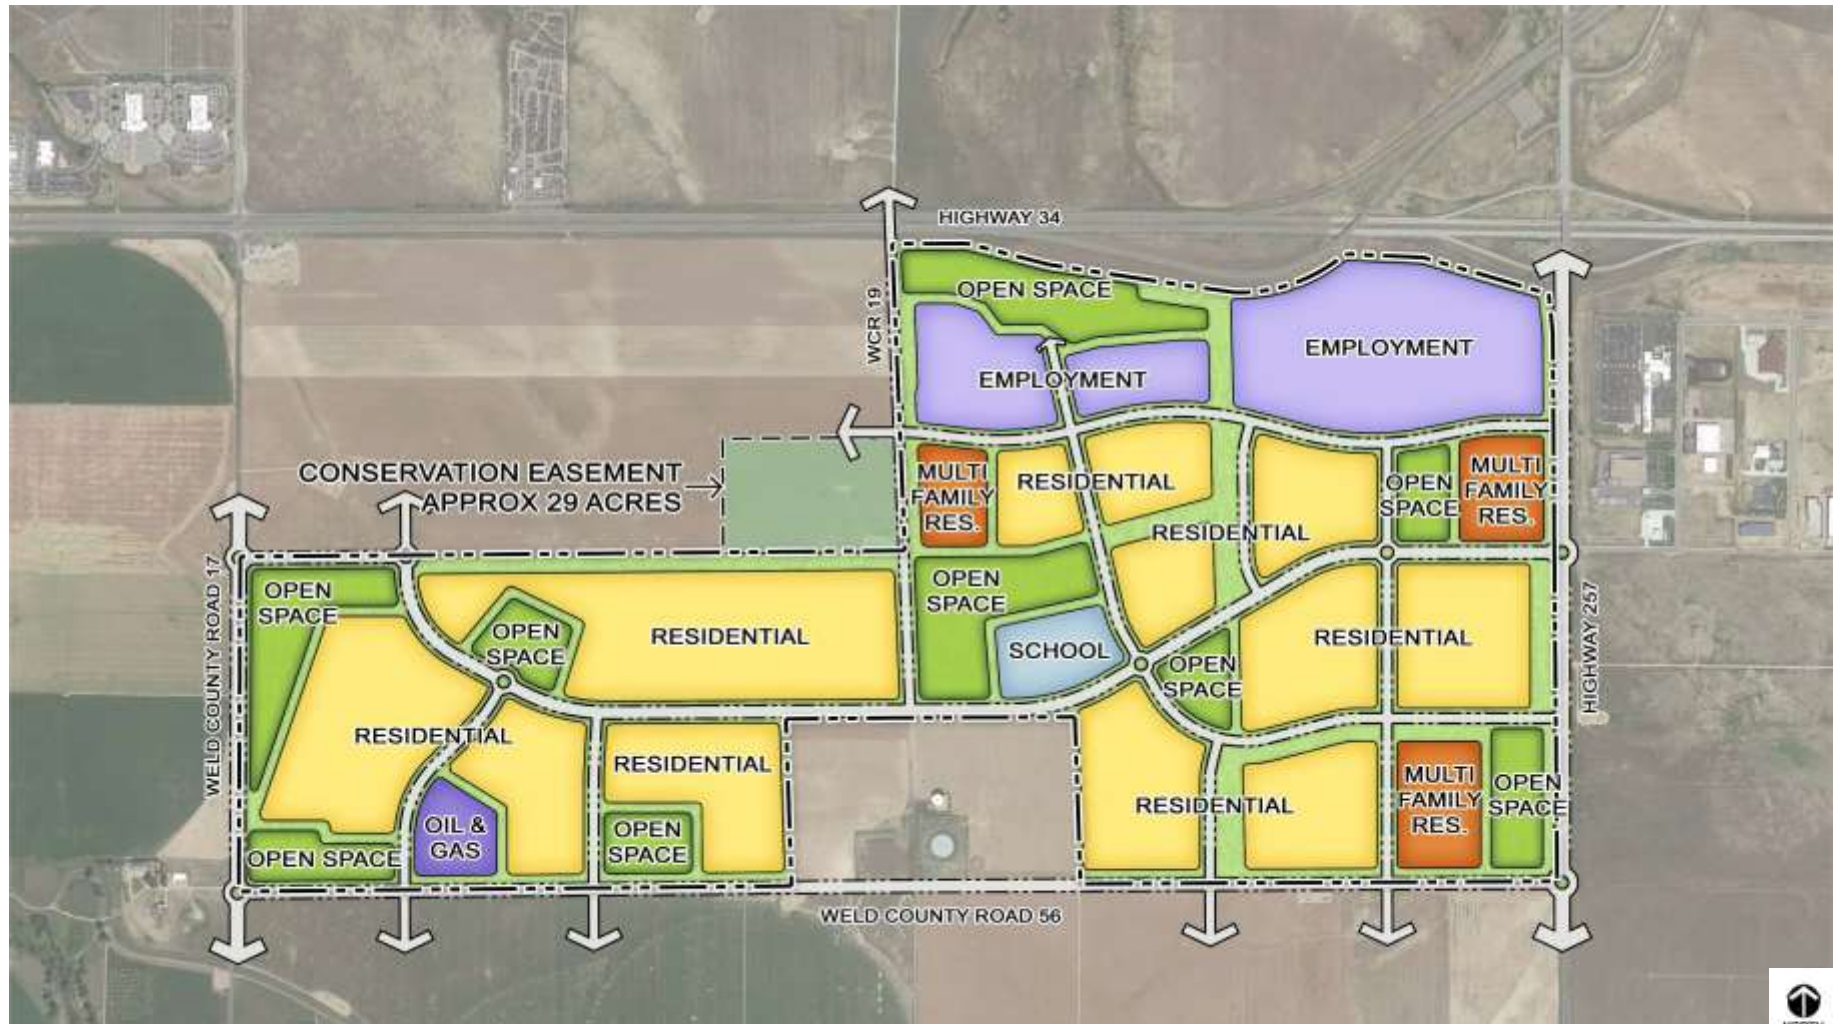 HIGHWAY 34
OPEN SPACE
WCR 19
EMPLOYMENT
EMPLOYMENT
CONSERVATION EASEMENT
APPROX 29 ACRES
MULTI
FAMILY
RES.
RESIDENTIAL
RESIDENTIAL
OPEN
SPACE
MULTI
FAMILY
RES.
WELD COUNTY ROAD 17
OPEN
SPACE
OPEN
SPACE
RESIDENTIAL
OPEN
SPACE
SCHOOL
OPEN
SPACE
RESIDENTIAL
HIGHWAY 257
RESIDENTIAL
RESIDENTIAL
OPEN SPACE
OIL &
GAS
OPEN
SPACE
RESIDENTIAL
MULTI
FAMILY
RES.
OPEN
SPACE
WELD COUNTY ROAD 56
NORTH